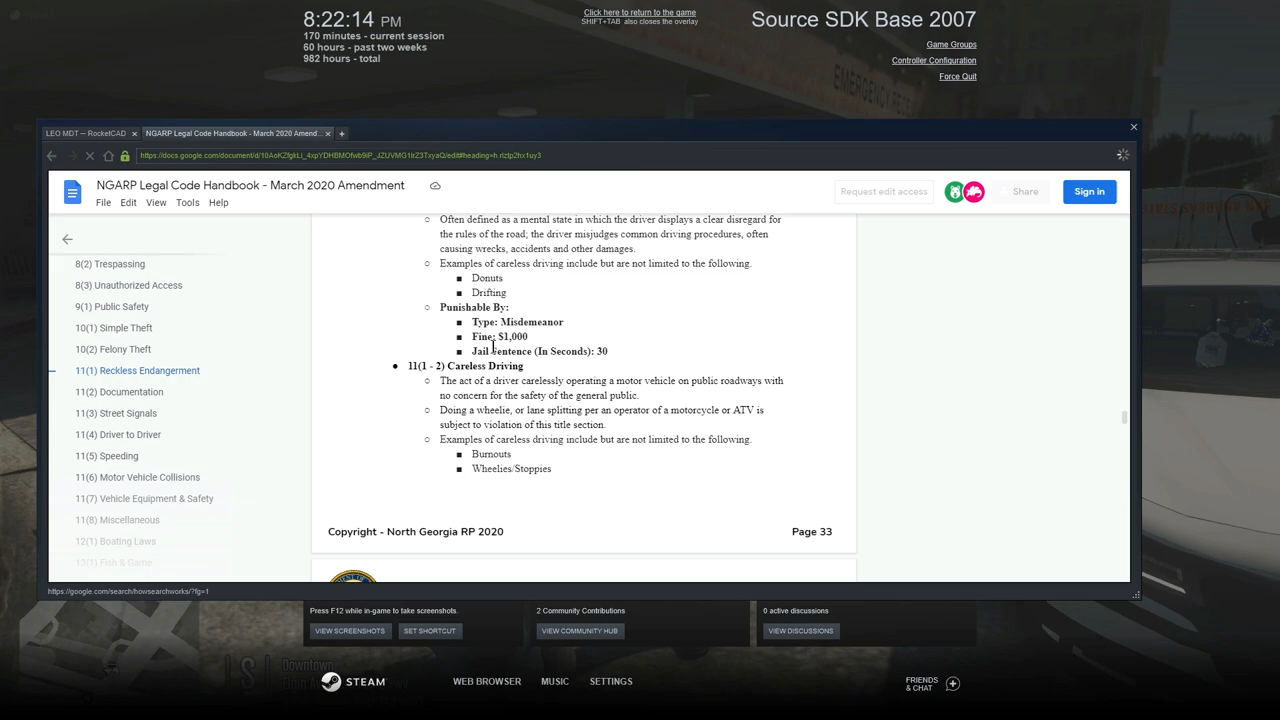 8:22:14 PM
170 minutes - current session
60 hours - past two weeks
982 hours - total
Click here to return to the game
SHIFT+TAB also closes the overlay
Source SDK Base 2007
Game Groups
Controller Configuration
Force Quit
EMERGENCY
LEO MDT — RocketCAD
NGARP Legal Code Handbook - March 2020 Amend...
NGARP Legal Code Handbook - March 2020 Amendment
File Edit View Tools Help
Request edit access
Share
Sign in
8(2) Trespassing
8(3) Unauthorized Access
9(1) Public Safety
10(1) Simple Theft
10(2) Felony Theft
11(1) Reckless Endangerment
11(2) Documentation
11(3) Street Signals
11(4) Driver to Driver
11(5) Speeding
11(6) Motor Vehicle Collisions
11(7) Vehicle Equipment & Safety
11(8) Miscellaneous
12(1) Boating Laws
13(1) Fish & Game
Often defined as a mental state in which the driver displays a clear disregard for
the rules of the road; the driver misjudges common driving procedures, often
causing wrecks, accidents and other damages.
Examples of careless driving include but are not limited to the following.
Donuts
Drifting
Punishable By:
Type: Misdemeanor
Fine: $1,000
Jail Sentence (In Seconds): 30
11(1 - 2) Careless Driving
The act of a driver carelessly operating a motor vehicle on public roadways with
no concern for the safety of the general public.
Doing a wheelie, or lane splitting per an operator of a motorcycle or ATV is
subject to violation of this title section.
Examples of careless driving include but are not limited to the following.
Burnouts
Wheelies/Stoppies
Copyright - North Georgia RP 2020
Page 33
https://google.com/search/howsearchworks/?fg=1
Press F12 while in-game to take screenshots.
VIEW SCREENSHOTS
SET SHORTCUT
2 Community Contributions
VIEW COMMUNITY HUB
0 active discussions
VIEW DISCUSSIONS
|S|
Downtown
STEAM
WEB BROWSER
MUSIC
SETTINGS
FRIENDS
& CHAT